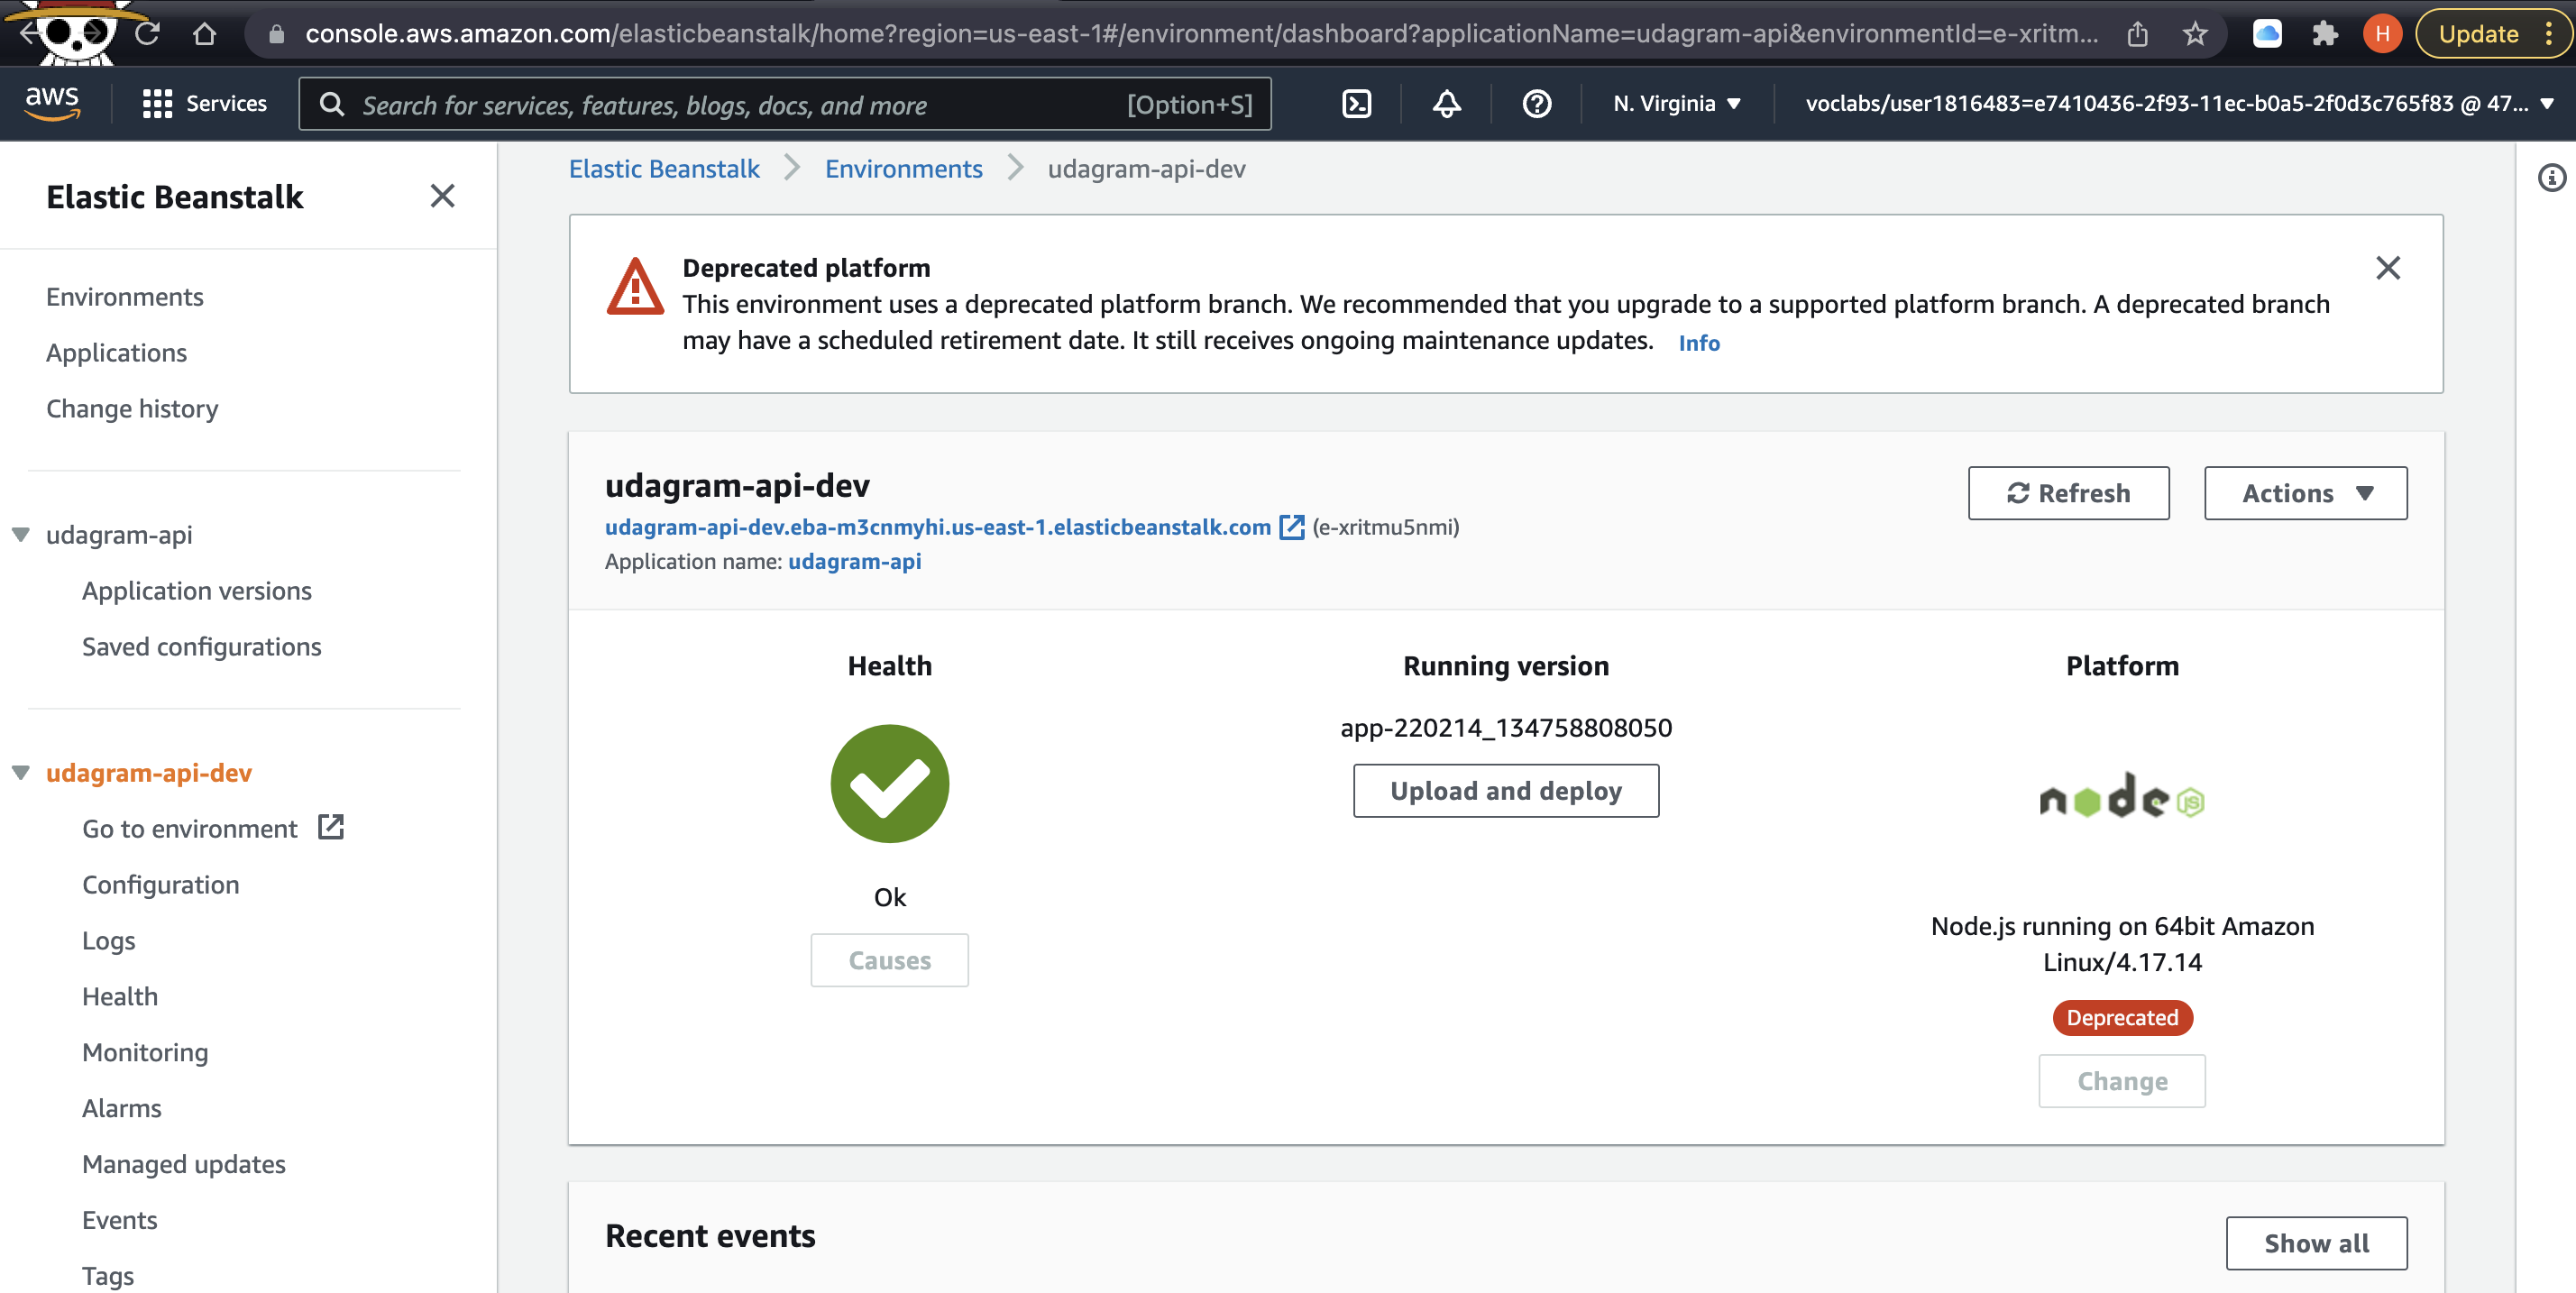 console.aws.amazon.com/elasticbeanstalk/home?region=us-east-1#/environment/dashboard?applicationName=udagram-api&environmentId=e-xritm...
H
Update
aws
Services
Search for services, features, blogs, docs, and more
[Option+S]
N. Virginia
voclabs/user1816483=e7410436-2f93-11ec-b0a5-2f0d3c765f83 @ 47...
Elastic Beanstalk
Environments
Applications
Change history
udagram-api
Application versions
Saved configurations
udagram-api-dev
Go to environment
Configuration
Logs
Health
Monitoring
Alarms
Managed updates
Events
Tags
Elastic Beanstalk
Environments
udagram-api-dev
Deprecated platform
This environment uses a deprecated platform branch. We recommended that you upgrade to a supported platform branch. A deprecated branch
may have a scheduled retirement date. It still receives ongoing maintenance updates. Info
udagram-api-dev
udagram-api-dev.eba-m3cnmyhi.us-east-1.elasticbeanstalk.com (e-xritmu5nmi)
Application name: udagram-api
Refresh
Actions
Health
Ok
Causes
Running version
app-220214_134758808050
Upload and deploy
Platform
node JS
Node.js running on 64bit Amazon
Linux/4.17.14
Deprecated
Change
Recent events
Show all